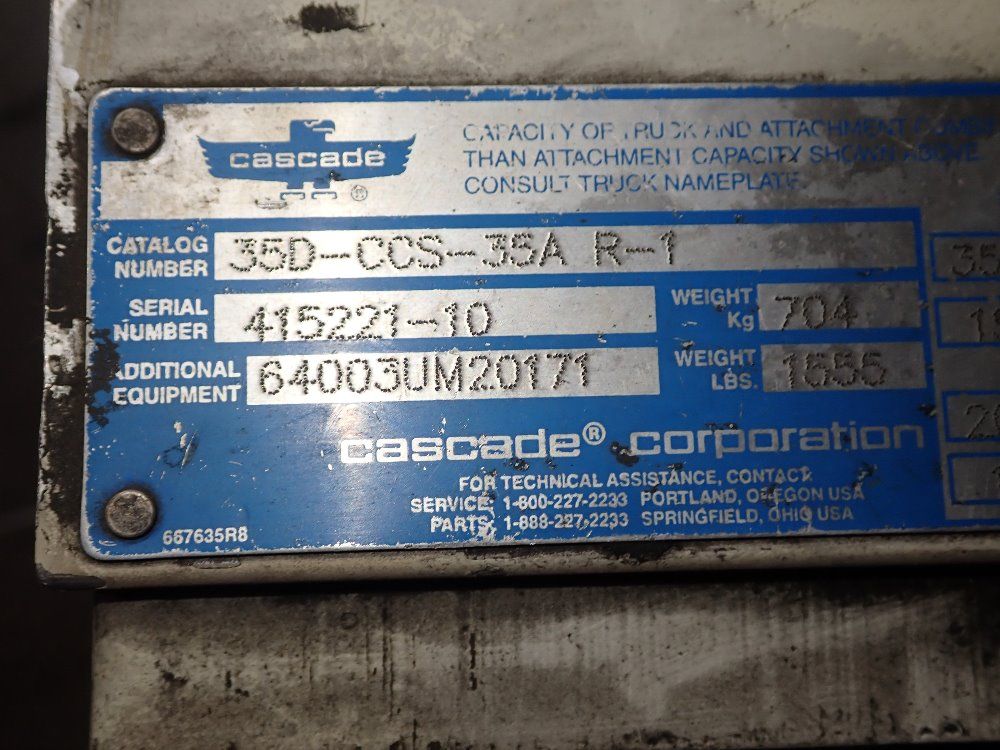 cascade®
CAPACITY OF TRUCK AND ATTACHMENT
THAN ATTACHMENT CAPACITY SHOWN ABOVE
CONSULT TRUCK NAMEPLATE.
CATALOG NUMBER 35D-CCS-35A R-1
35
SERIAL NUMBER 415221-10
WEIGHT Kg 704
ADDITIONAL EQUIPMENT 64003UM20171
WEIGHT LBS. 1555
cascade® corporation
FOR TECHNICAL ASSISTANCE, CONTACT
SERVICE: 1-800-227-2233 PORTLAND, OREGON USA
PARTS: 1-888-227-2233 SPRINGFIELD, OHIO USA
667635R8